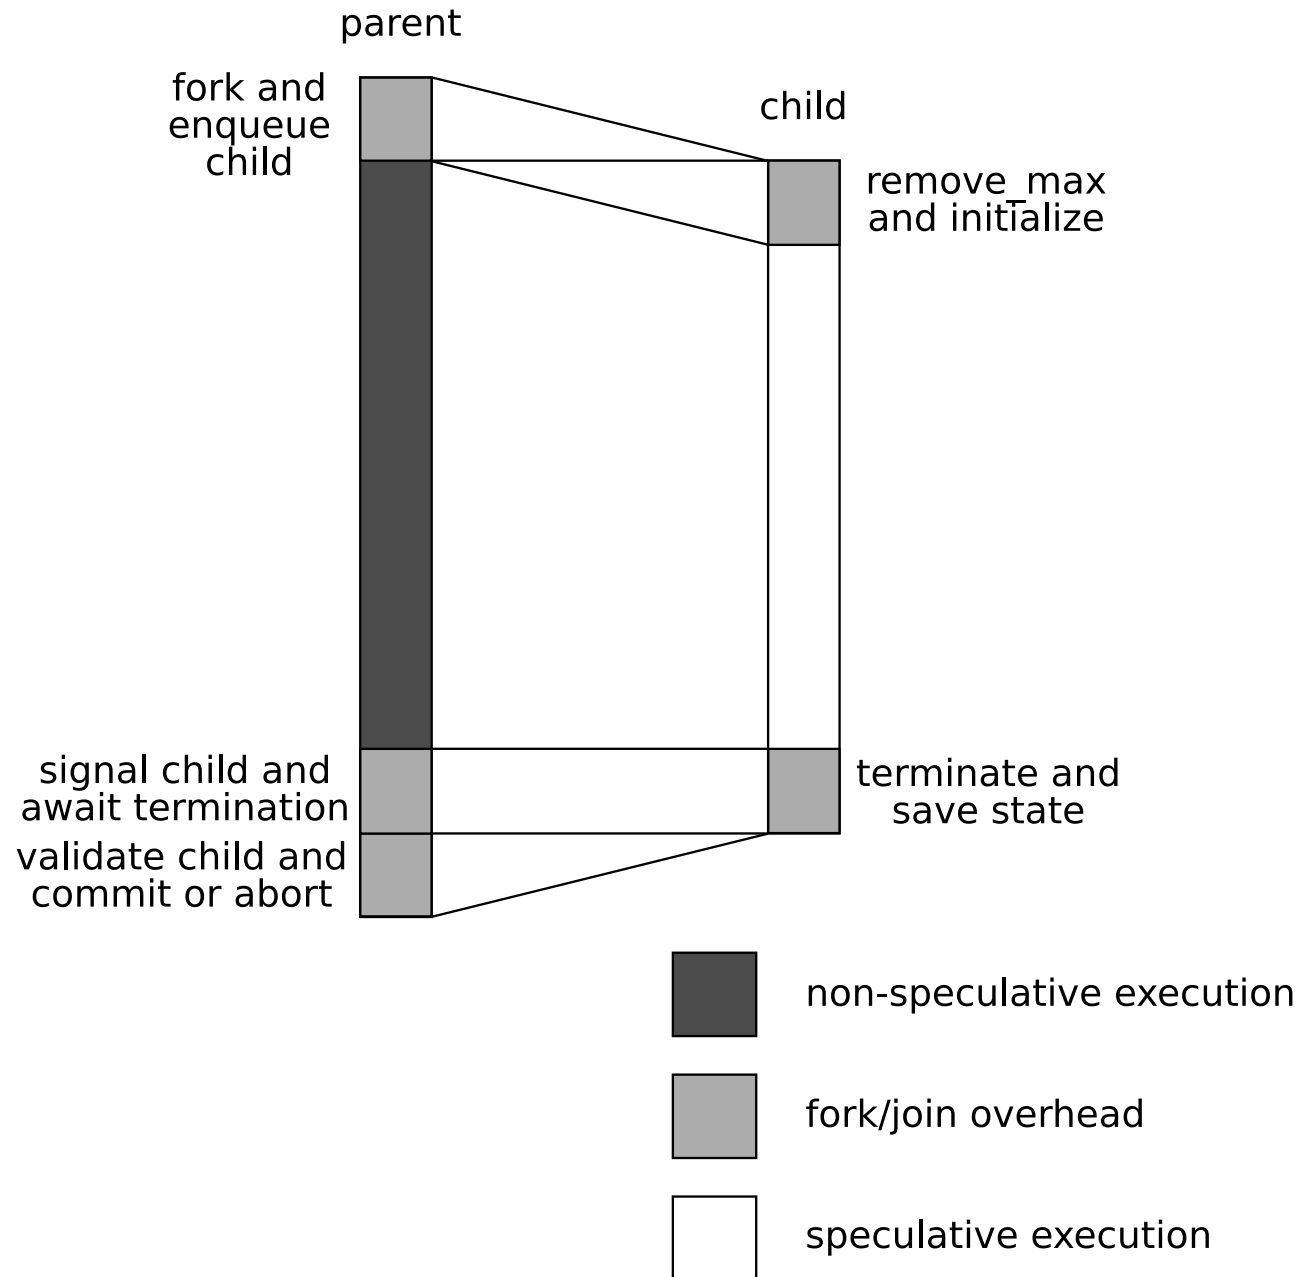 parent
fork and
enqueue
child
child
remove_max
and initialize
signal child and
await termination
terminate and
save state
validate child and
commit or abort
non-speculative execution
fork/join overhead
speculative execution